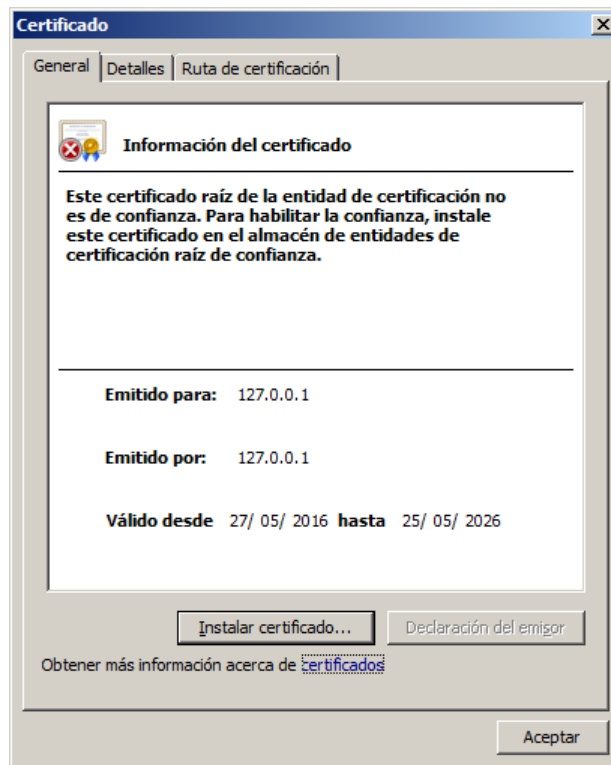 Certificado
General
Detalles
Ruta de certificación
Información del certificado
Este certificado raíz de la entidad de certificación no
es de confianza. Para habilitar la confianza, instale
este certificado en el almacén de entidades de
certificación raíz de confianza.
Emitido para: 127.0.0.1
Emitido por: 127.0.0.1
Válido desde 27/ 05/ 2016 hasta 25/ 05/ 2026
Instalar certificado...
Declaración del emisor
Obtener más información acerca de certificados
Aceptar